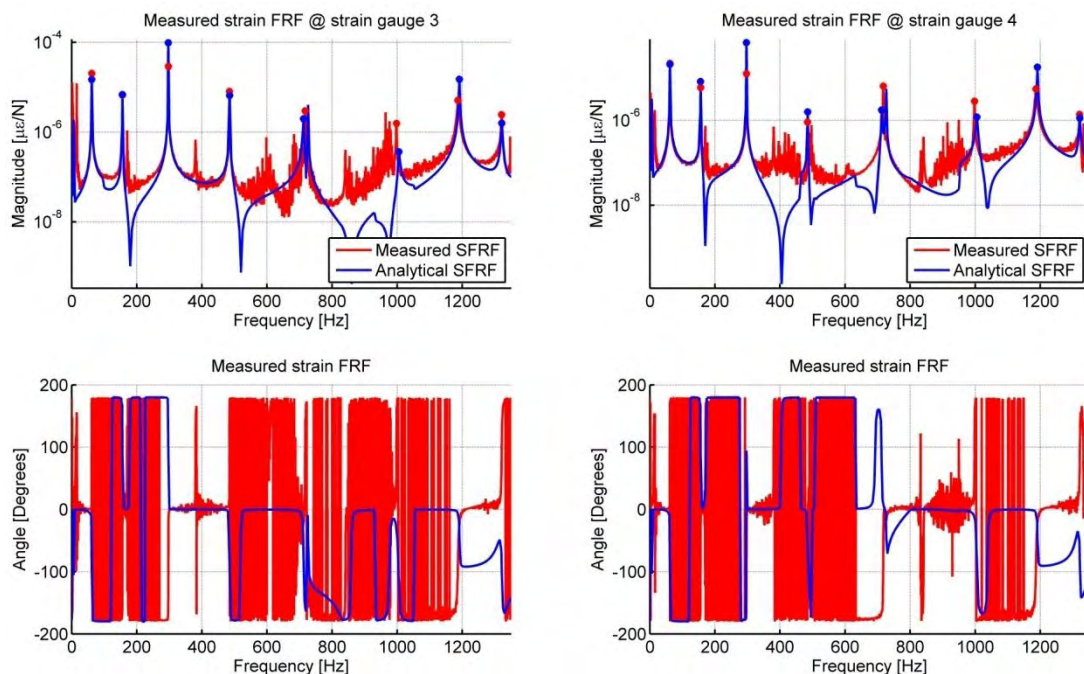 Measured strain FRF @ strain gauge 3
Magnitude [με/N]
10⁻⁴
10⁻⁶
10⁻⁸
Measured SFRF
Analytical SFRF
0 200 400 600 800 1000 1200
Frequency [Hz]
Measured strain FRF @ strain gauge 4
Magnitude [με/N]
10⁻⁶
10⁻⁸
Measured SFRF
Analytical SFRF
0 200 400 600 800 1000 1200
Frequency [Hz]
Measured strain FRF
Angle [Degrees]
200
100
0
-100
-200
0 200 400 600 800 1000 1200
Frequency [Hz]
Measured strain FRF
Angle [Degrees]
200
100
0
-100
-200
0 200 400 600 800 1000 1200
Frequency [Hz]